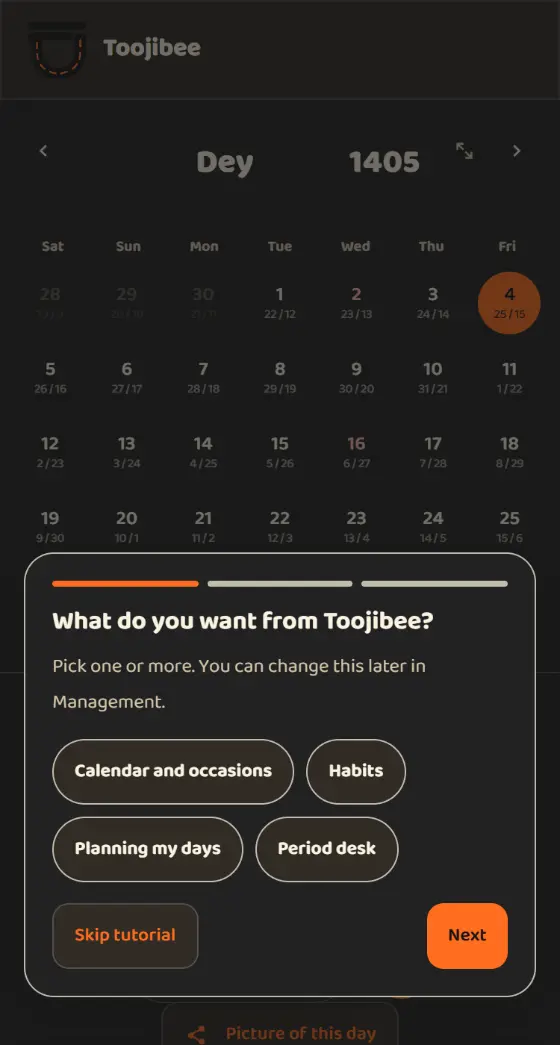 Toojibee
Dey 1405
Sat Sun Mon Tue Wed Thu Fri
28 29 30 1 2 3 4
22/12 23/13 24/14 25/15
5 6 7 8 9 10 11
26/16 27/17 28/18 29/19 30/20 31/21 1/22
12 13 14 15 16 17 18
2/23 3/24 4/25 5/26 6/27 7/28 8/29
19 20 21 22 23 24 25
9/30 10/1 11/2 12/3 13/4 14/5 15/6
What do you want from Toojibee?
Pick one or more. You can change this later in
Management.
Calendar and occasions Habits
Planning my days Period desk
Skip tutorial Next
Picture of this day